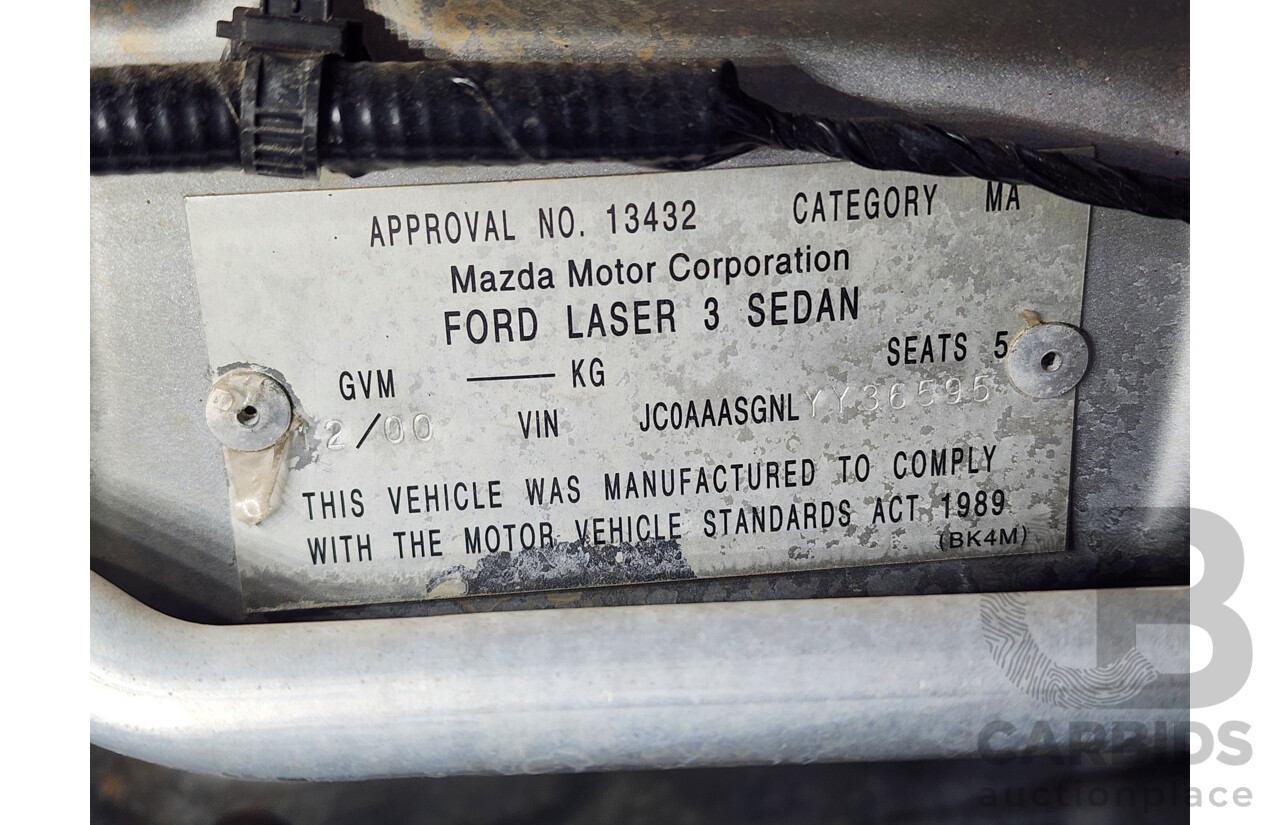 APPROVAL NO. 13432 CATEGORY MA
Mazda Motor Corporation
FORD LASER 3 SEDAN
SEATS 5
GVM KG
12/00 VIN JC0AAASGNLYY36595
THIS VEHICLE WAS MANUFACTURED TO COMPLY
WITH THE MOTOR VEHICLE STANDARDS ACT 1989
(BK4M)
CB
CARBIDS
auctionplace